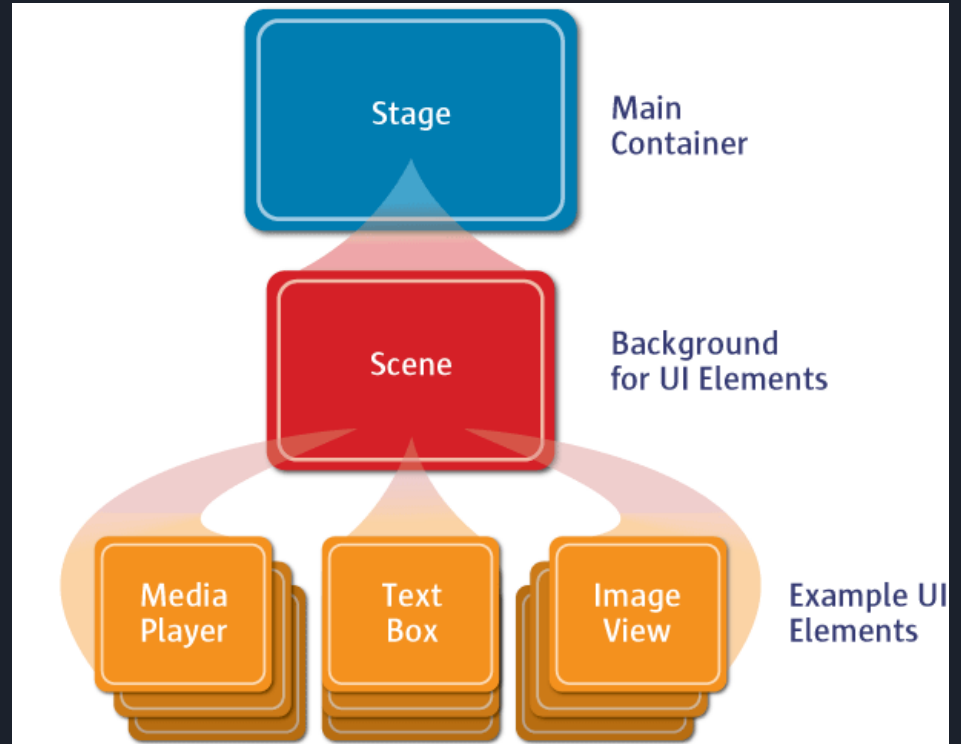 Stage
Main
Container
Scene
Background
for UI Elements
Media
Player
Text
Box
Image
View
Example UI
Elements